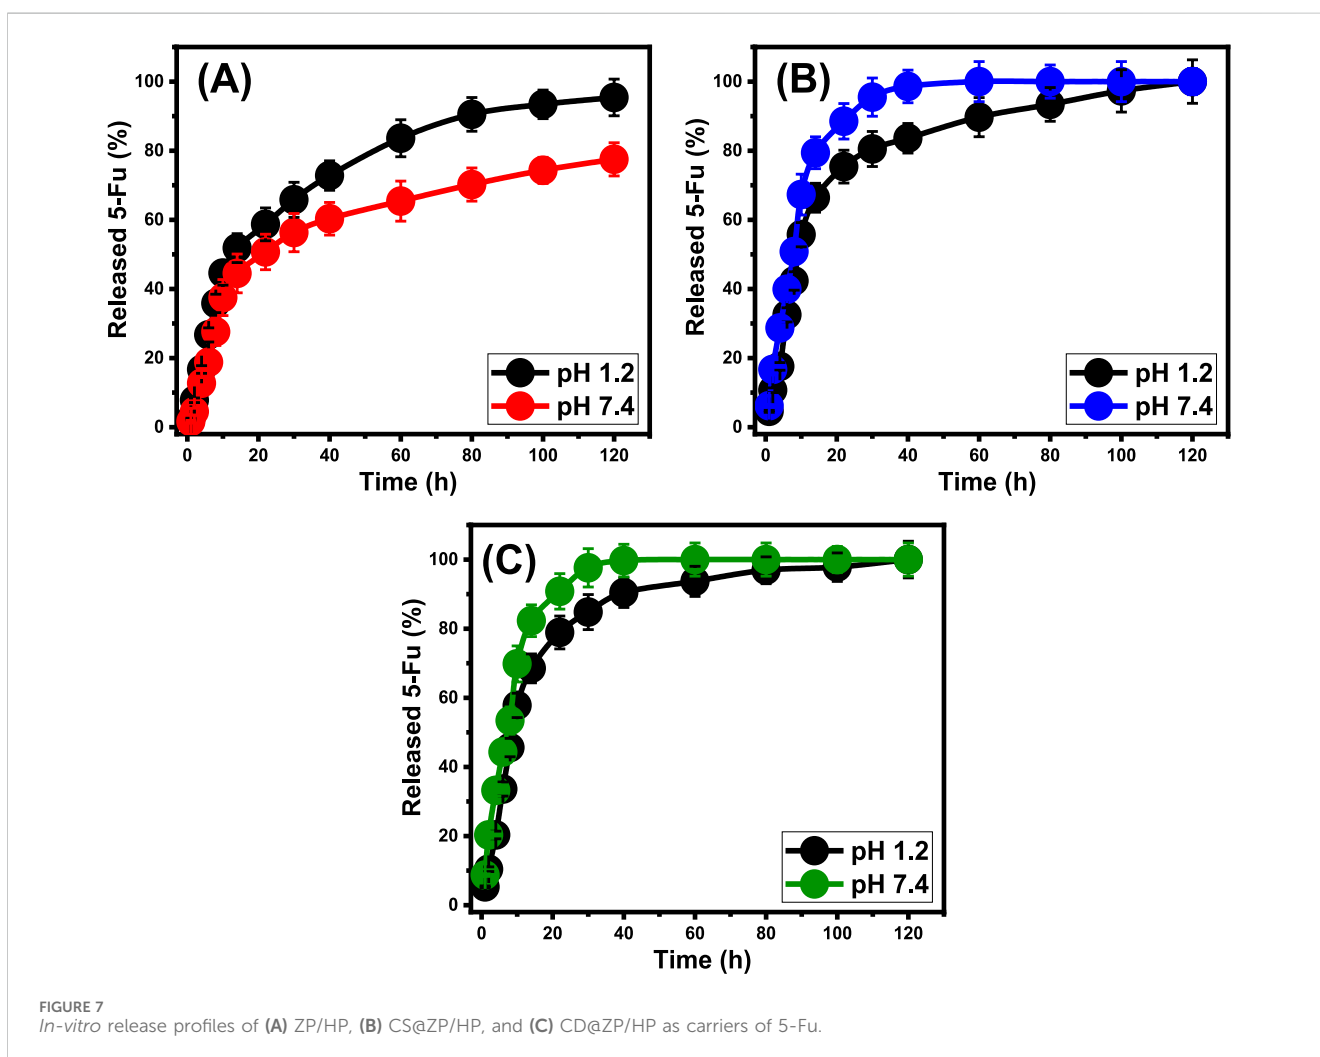 (A)
Released 5-Fu (%)
100
80
60
40
20
0
pH 1.2
pH 7.4
0 20 40 60 80 100 120
Time (h)
(B)
Released 5-Fu (%)
100
80
60
40
20
0
pH 1.2
pH 7.4
0 20 40 60 80 100 120
Time (h)
(C)
Released 5-Fu (%)
100
80
60
40
20
0
pH 1.2
pH 7.4
0 20 40 60 80 100 120
Time (h)
FIGURE 7
In-vitro release profiles of (A) ZP/HP, (B) CS@ZP/HP, and (C) CD@ZP/HP as carriers of 5-Fu.